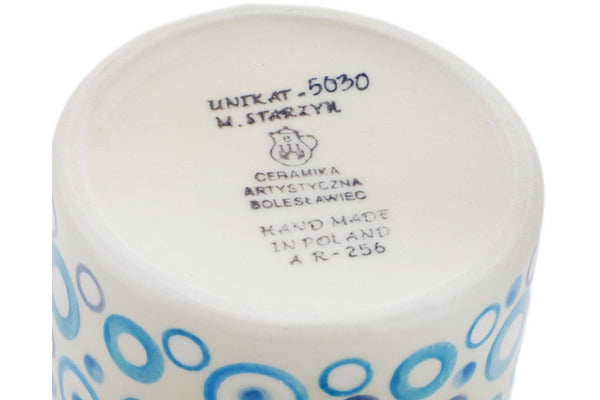 UNIKAT-5030
M. STARZYK
B
CERAMIKA
ARTYSTYCZNA
BOLESŁAWIEC
HAND MADE
IN POLAND
A R-256